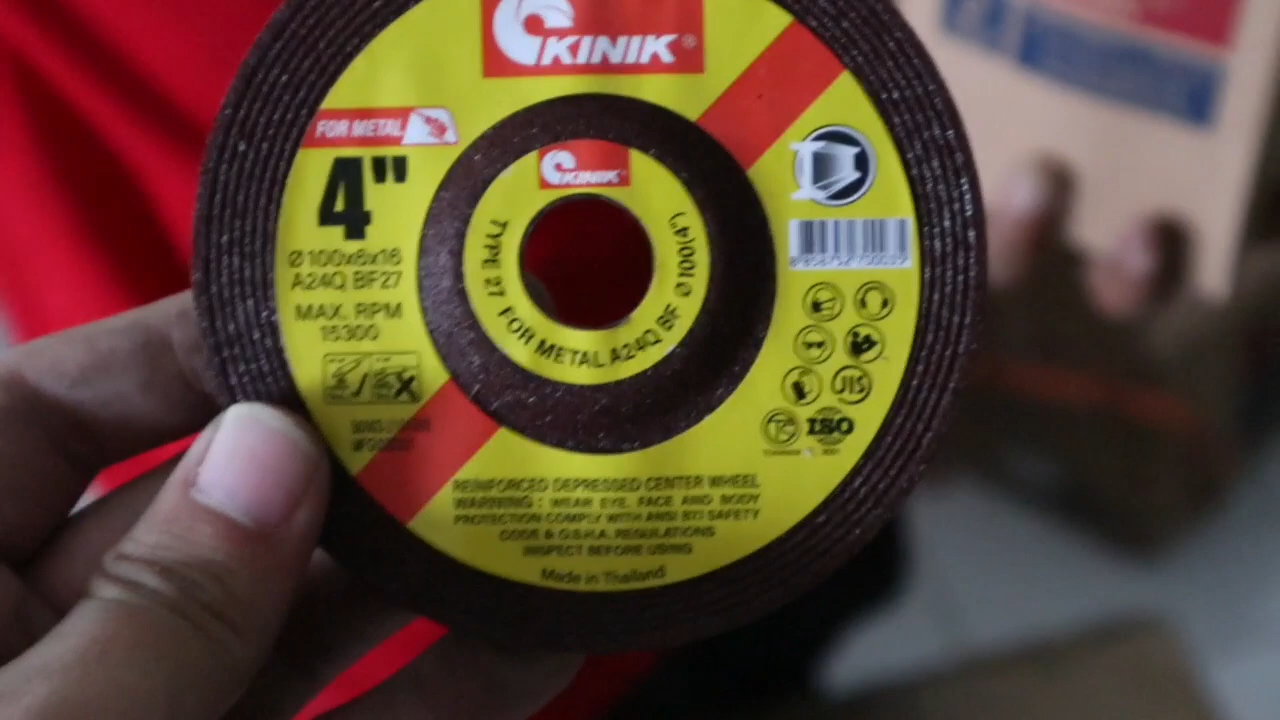 KINIK®
FOR METAL
4"
Ø 100x6x16
A24Q BF27
MAX. RPM
15300
KINIK
TYPE 27 FOR METAL A24Q BF Ø100(4")
JIS
ISO
REINFORCED DEPRESSED CENTER WHEEL
WARNING : WEAR EYE, FACE AND BODY
PROTECTION COMPLY WITH ANSI B7.1 SAFETY
CODE & O.S.H.A. REGULATIONS
INSPECT BEFORE USING
Made in Thailand